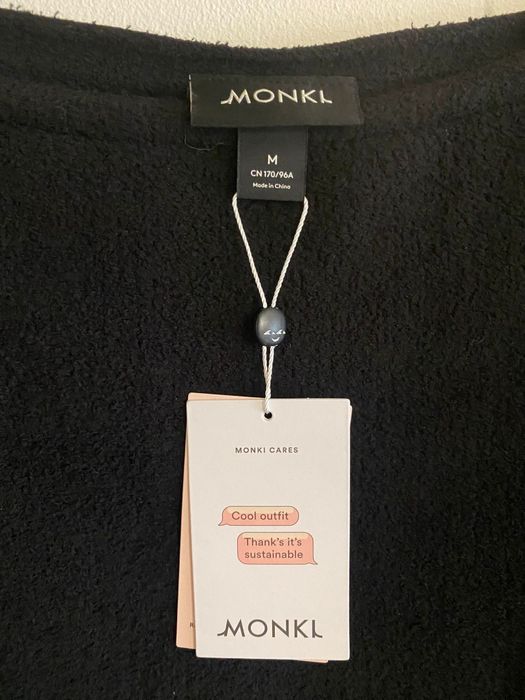 MONKI
M
CN 170/96A
Made in China
MONKI CARES
Cool outfit
Thank's it's
sustainable
MONKI